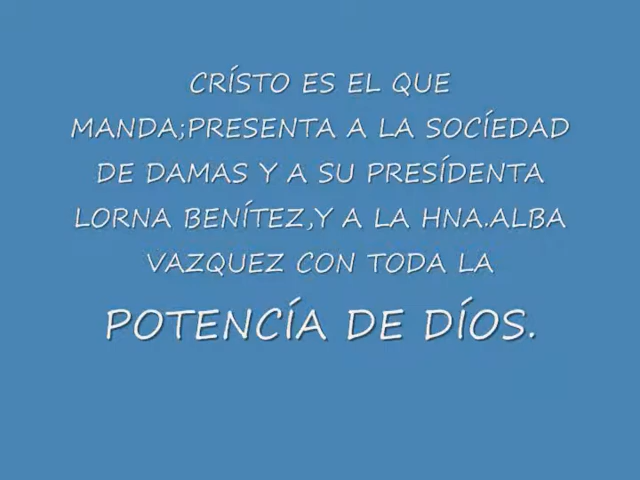 CRÍSTO ES EL QUE
MANDA;PRESENTA A LA SOCÍEDAD
DE DAMAS Y A SU PRESÍDENTA
LORNA BENÍTEZ,Y A LA HNA.ALBA
VAZQUEZ CON TODA LA
POTENCÍA DE DÍOS.